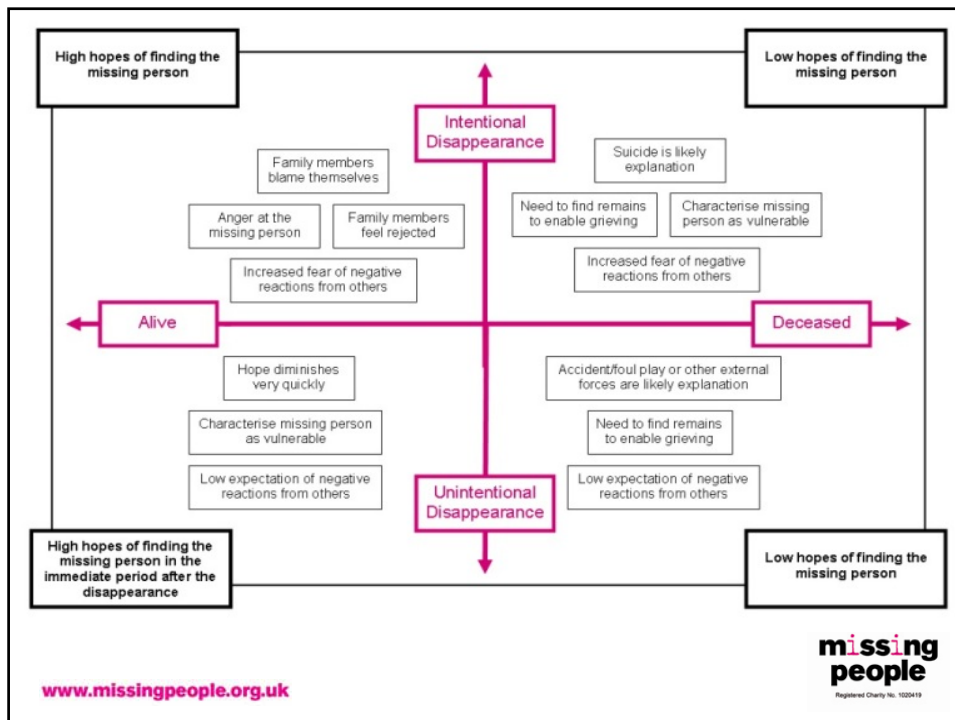 High hopes of finding the
missing person
Low hopes of finding the
missing person
Intentional
Disappearance
Family members
blame themselves
Anger at the
missing person
Family members
feel rejected
Increased fear of negative
reactions from others
Suicide is likely
explanation
Need to find remains
to enable grieving
Characterise missing
person as vulnerable
Increased fear of negative
reactions from others
Alive
Deceased
Hope diminishes
very quickly
Characterise missing person
as vulnerable
Low expectation of negative
reactions from others
Accident/foul play or other external
forces are likely explanation
Need to find remains
to enable grieving
Low expectation of negative
reactions from others
Unintentional
Disappearance
High hopes of finding the
missing person in the
immediate period after the
disappearance
Low hopes of finding the
missing person
www.missingpeople.org.uk
missing
people
Registered Charity No. 1020419